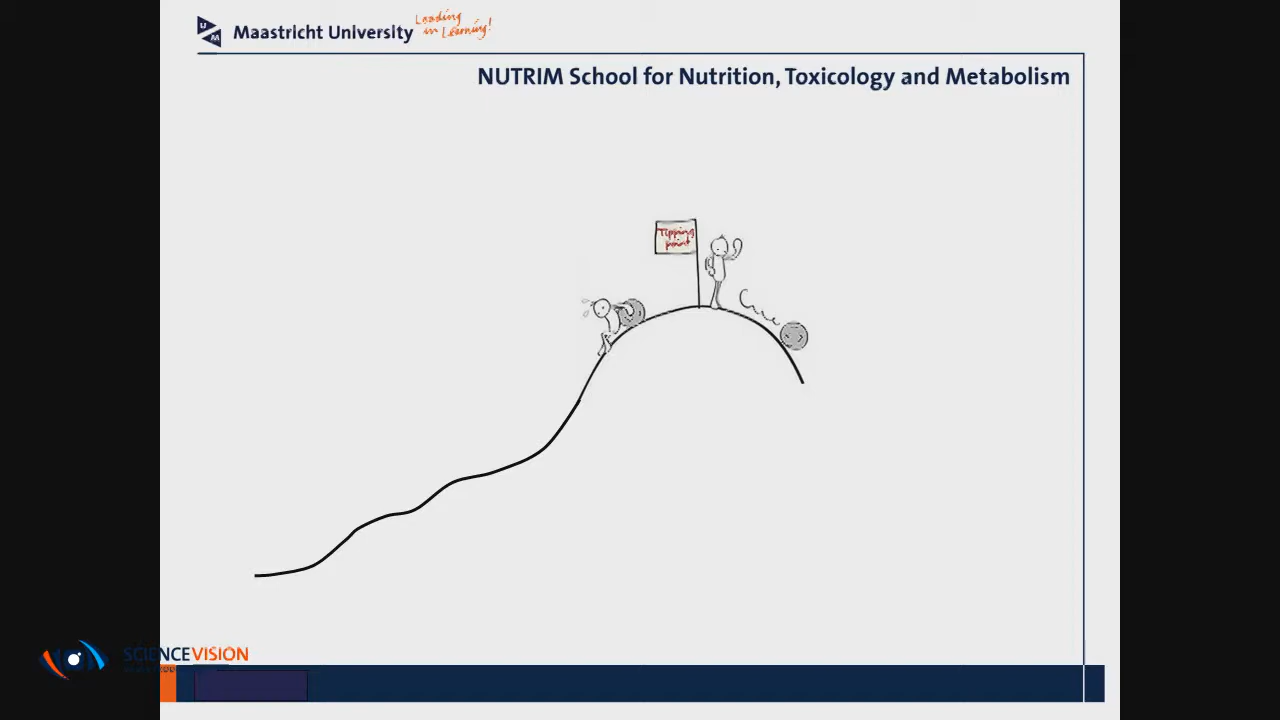 Maastricht University
Leading
in Learning!
NUTRIM School for Nutrition, Toxicology and Metabolism
Tipping
point
SCIENCEVISION